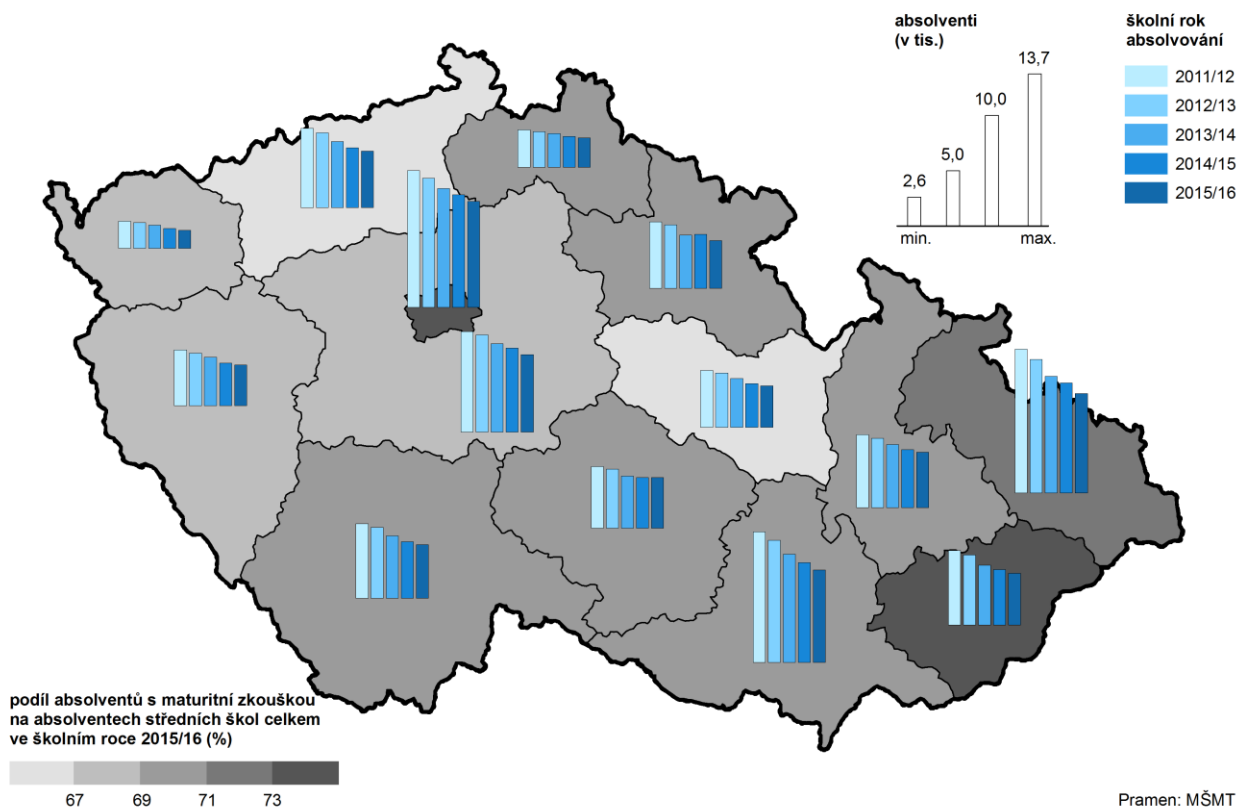 absolventi
(v tis.)
13,7
10,0
5,0
2,6
min.
max.
školní rok
absolvování
2011/12
2012/13
2013/14
2014/15
2015/16
podíl absolventů s maturitní zkouškou
na absolventech středních škol celkem
ve školním roce 2015/16 (%)
67
69
71
73
Pramen: MŠMT